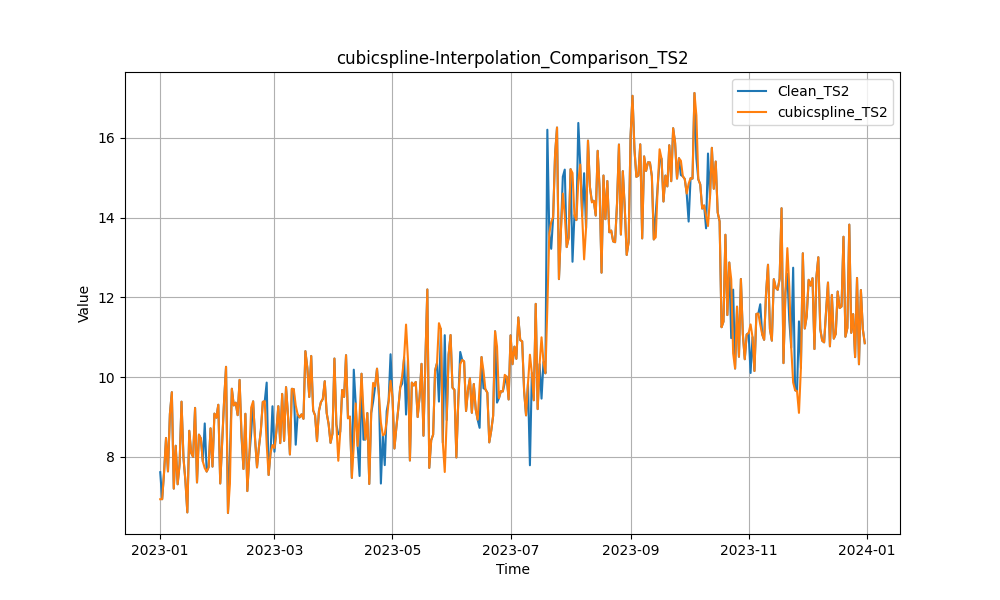 cubicspline-Interpolation_Comparison_TS2
Clean_TS2
cubicspline_TS2
Value
16
14
12
10
8
2023-01
2023-03
2023-05
2023-07
2023-09
2023-11
2024-01
Time